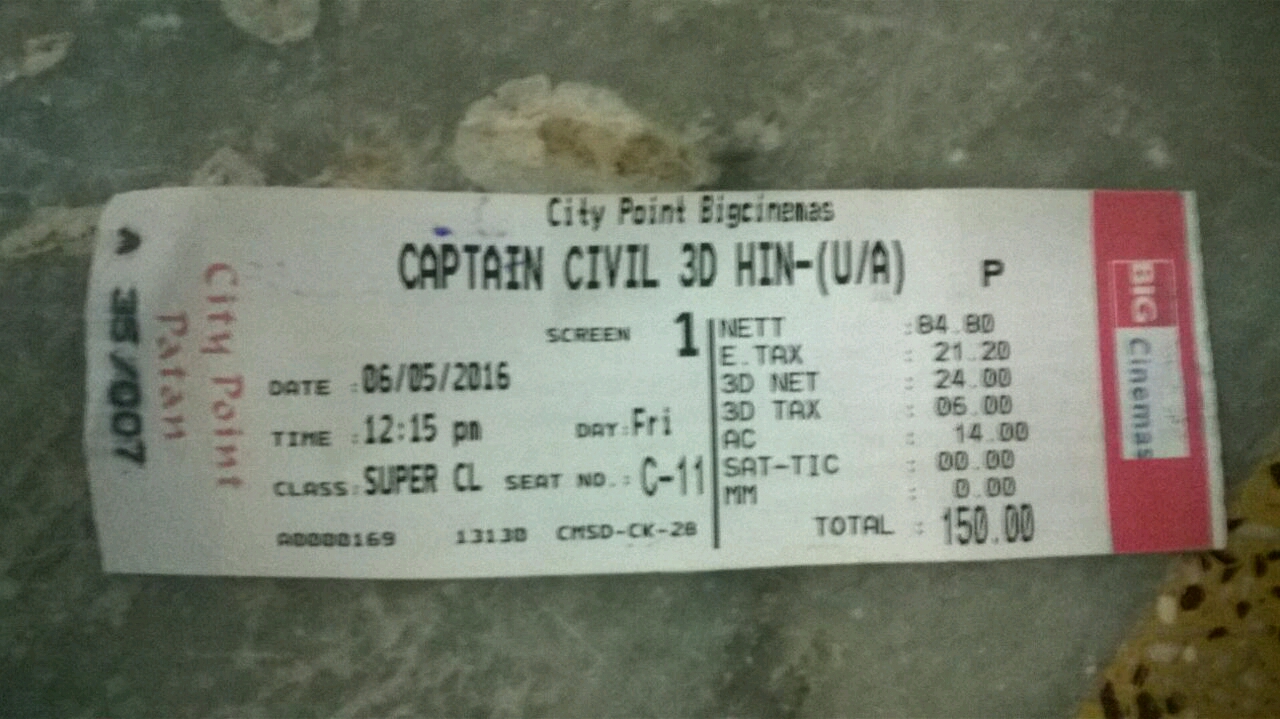 City Point Bigcinemas
CAPTAIN CIVIL 3D HIN-(U/A) P
SCREEN 1
DATE :06/05/2016
TIME :12:15 pm DAY:Fri
CLASS:SUPER CL SEAT NO.: C-11
A0000169 13130 CMSD-CK-28
NETT :84.80
E.TAX : 21.20
3D NET : 24.00
3D TAX : 06.00
AC : 14.00
SAT-TIC : 00.00
MM : 0.00
TOTAL : 150.00
A 35/007
City Point
Patan
BIG Cinemas